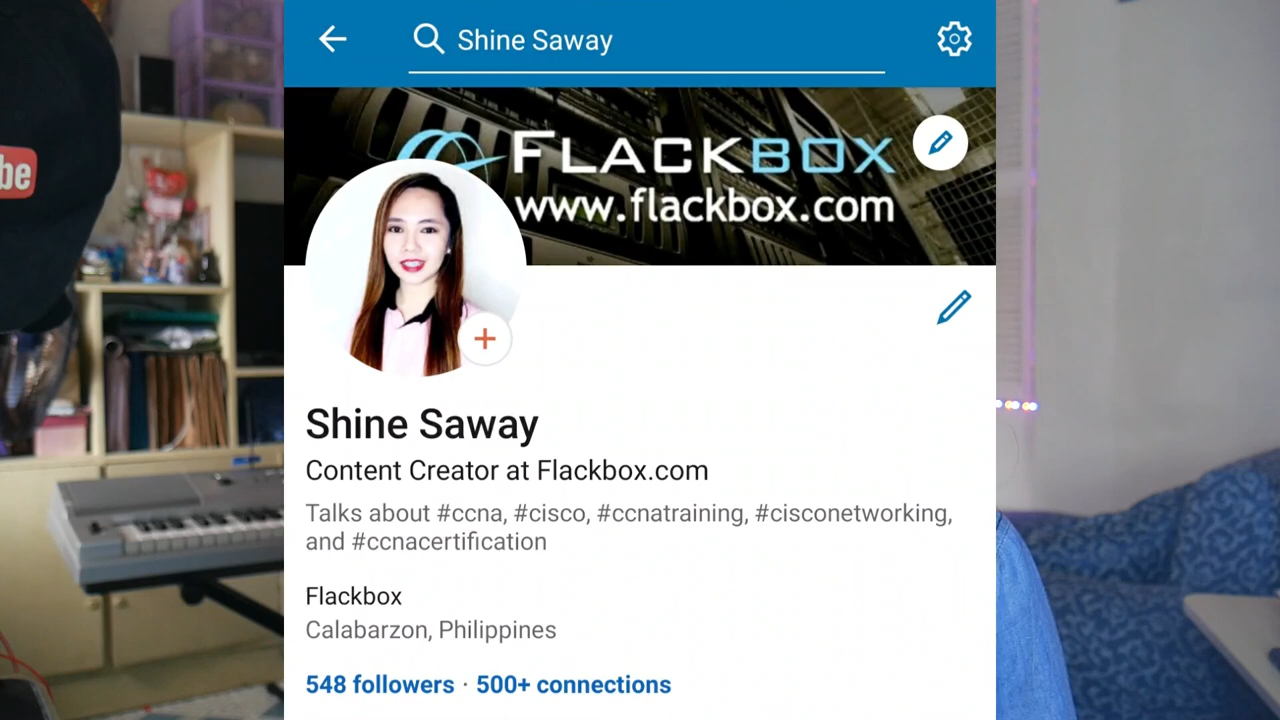 Shine Saway
FLACKBOX
www.flackbox.com
be
Shine Saway
Content Creator at Flackbox.com
Talks about #ccna, #cisco, #ccnatraining, #cisconetworking,
and #ccnacertification
Flackbox
Calabarzon, Philippines
548 followers · 500+ connections